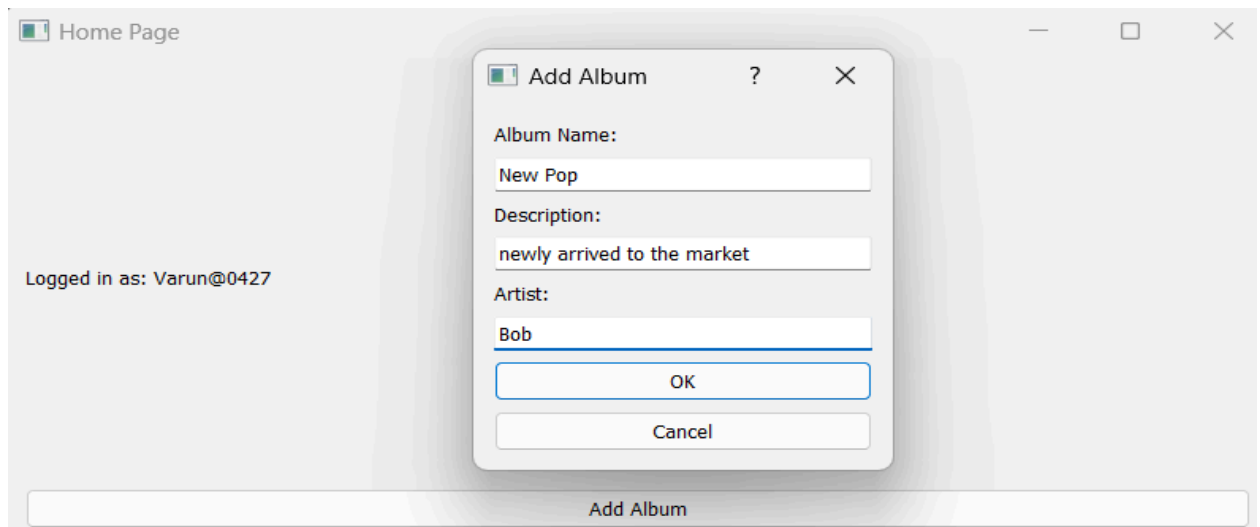 Home Page
Add Album ?
Album Name:
New Pop
Description:
newly arrived to the market
Logged in as: Varun@0427
Artist:
Bob
OK
Cancel
Add Album